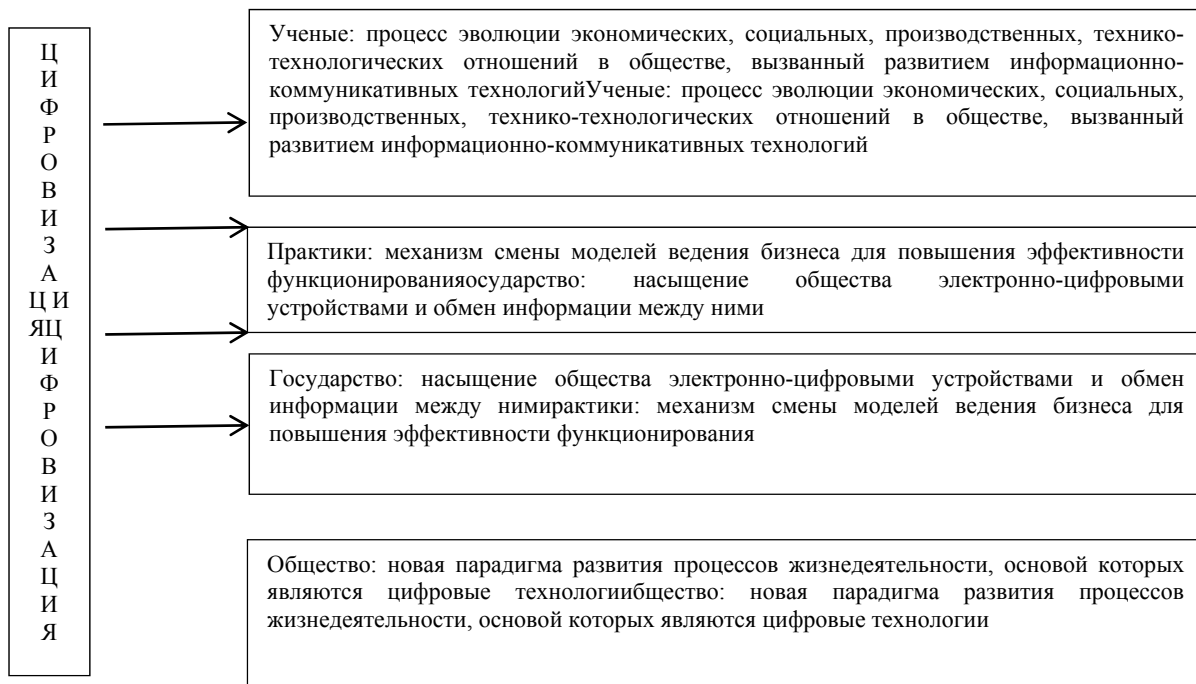 Ц
И
Ф
Р
О
В
И
З
А
Ц И
ЯЦ
И
Ф
Р
О
В
И
З
А
Ц
И
Я
Ученые: процесс эволюции экономических, социальных, производственных, технико-
технологических отношений в обществе, вызванный развитием информационно-
коммуникативных технологийУченые: процесс эволюции экономических, социальных,
производственных, технико-технологических отношений в обществе, вызванный
развитием информационно-коммуникативных технологий
Практики: механизм смены моделей ведения бизнеса для повышения эффективности
функционированияосударство: насыщение общества электронно-цифровыми
устройствами и обмен информации между ними
Государство: насыщение общества электронно-цифровыми устройствами и обмен
информации между нимирактики: механизм смены моделей ведения бизнеса для
повышения эффективности функционирования
Общество: новая парадигма развития процессов жизнедеятельности, основой которых
являются цифровые технологиибщество: новая парадигма развития процессов
жизнедеятельности, основой которых являются цифровые технологии